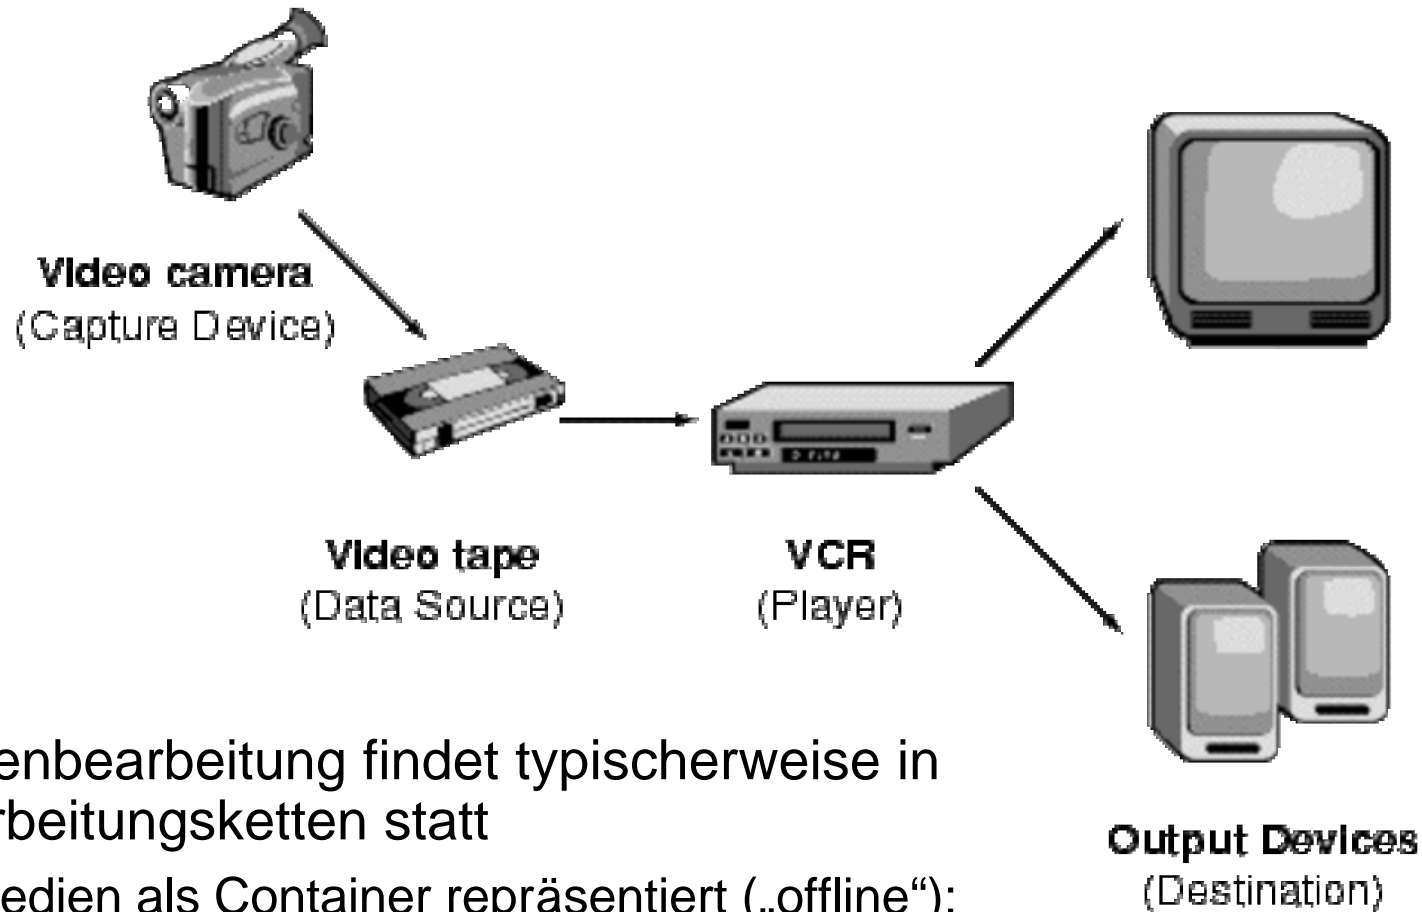 Video camera
(Capture Device)
Video tape
(Data Source)
VCR
(Player)
enbearbeitung findet typischerweise in
rbeitungsketten statt
edien als Container repräsentiert („offline“):
Output Devices
(Destination)